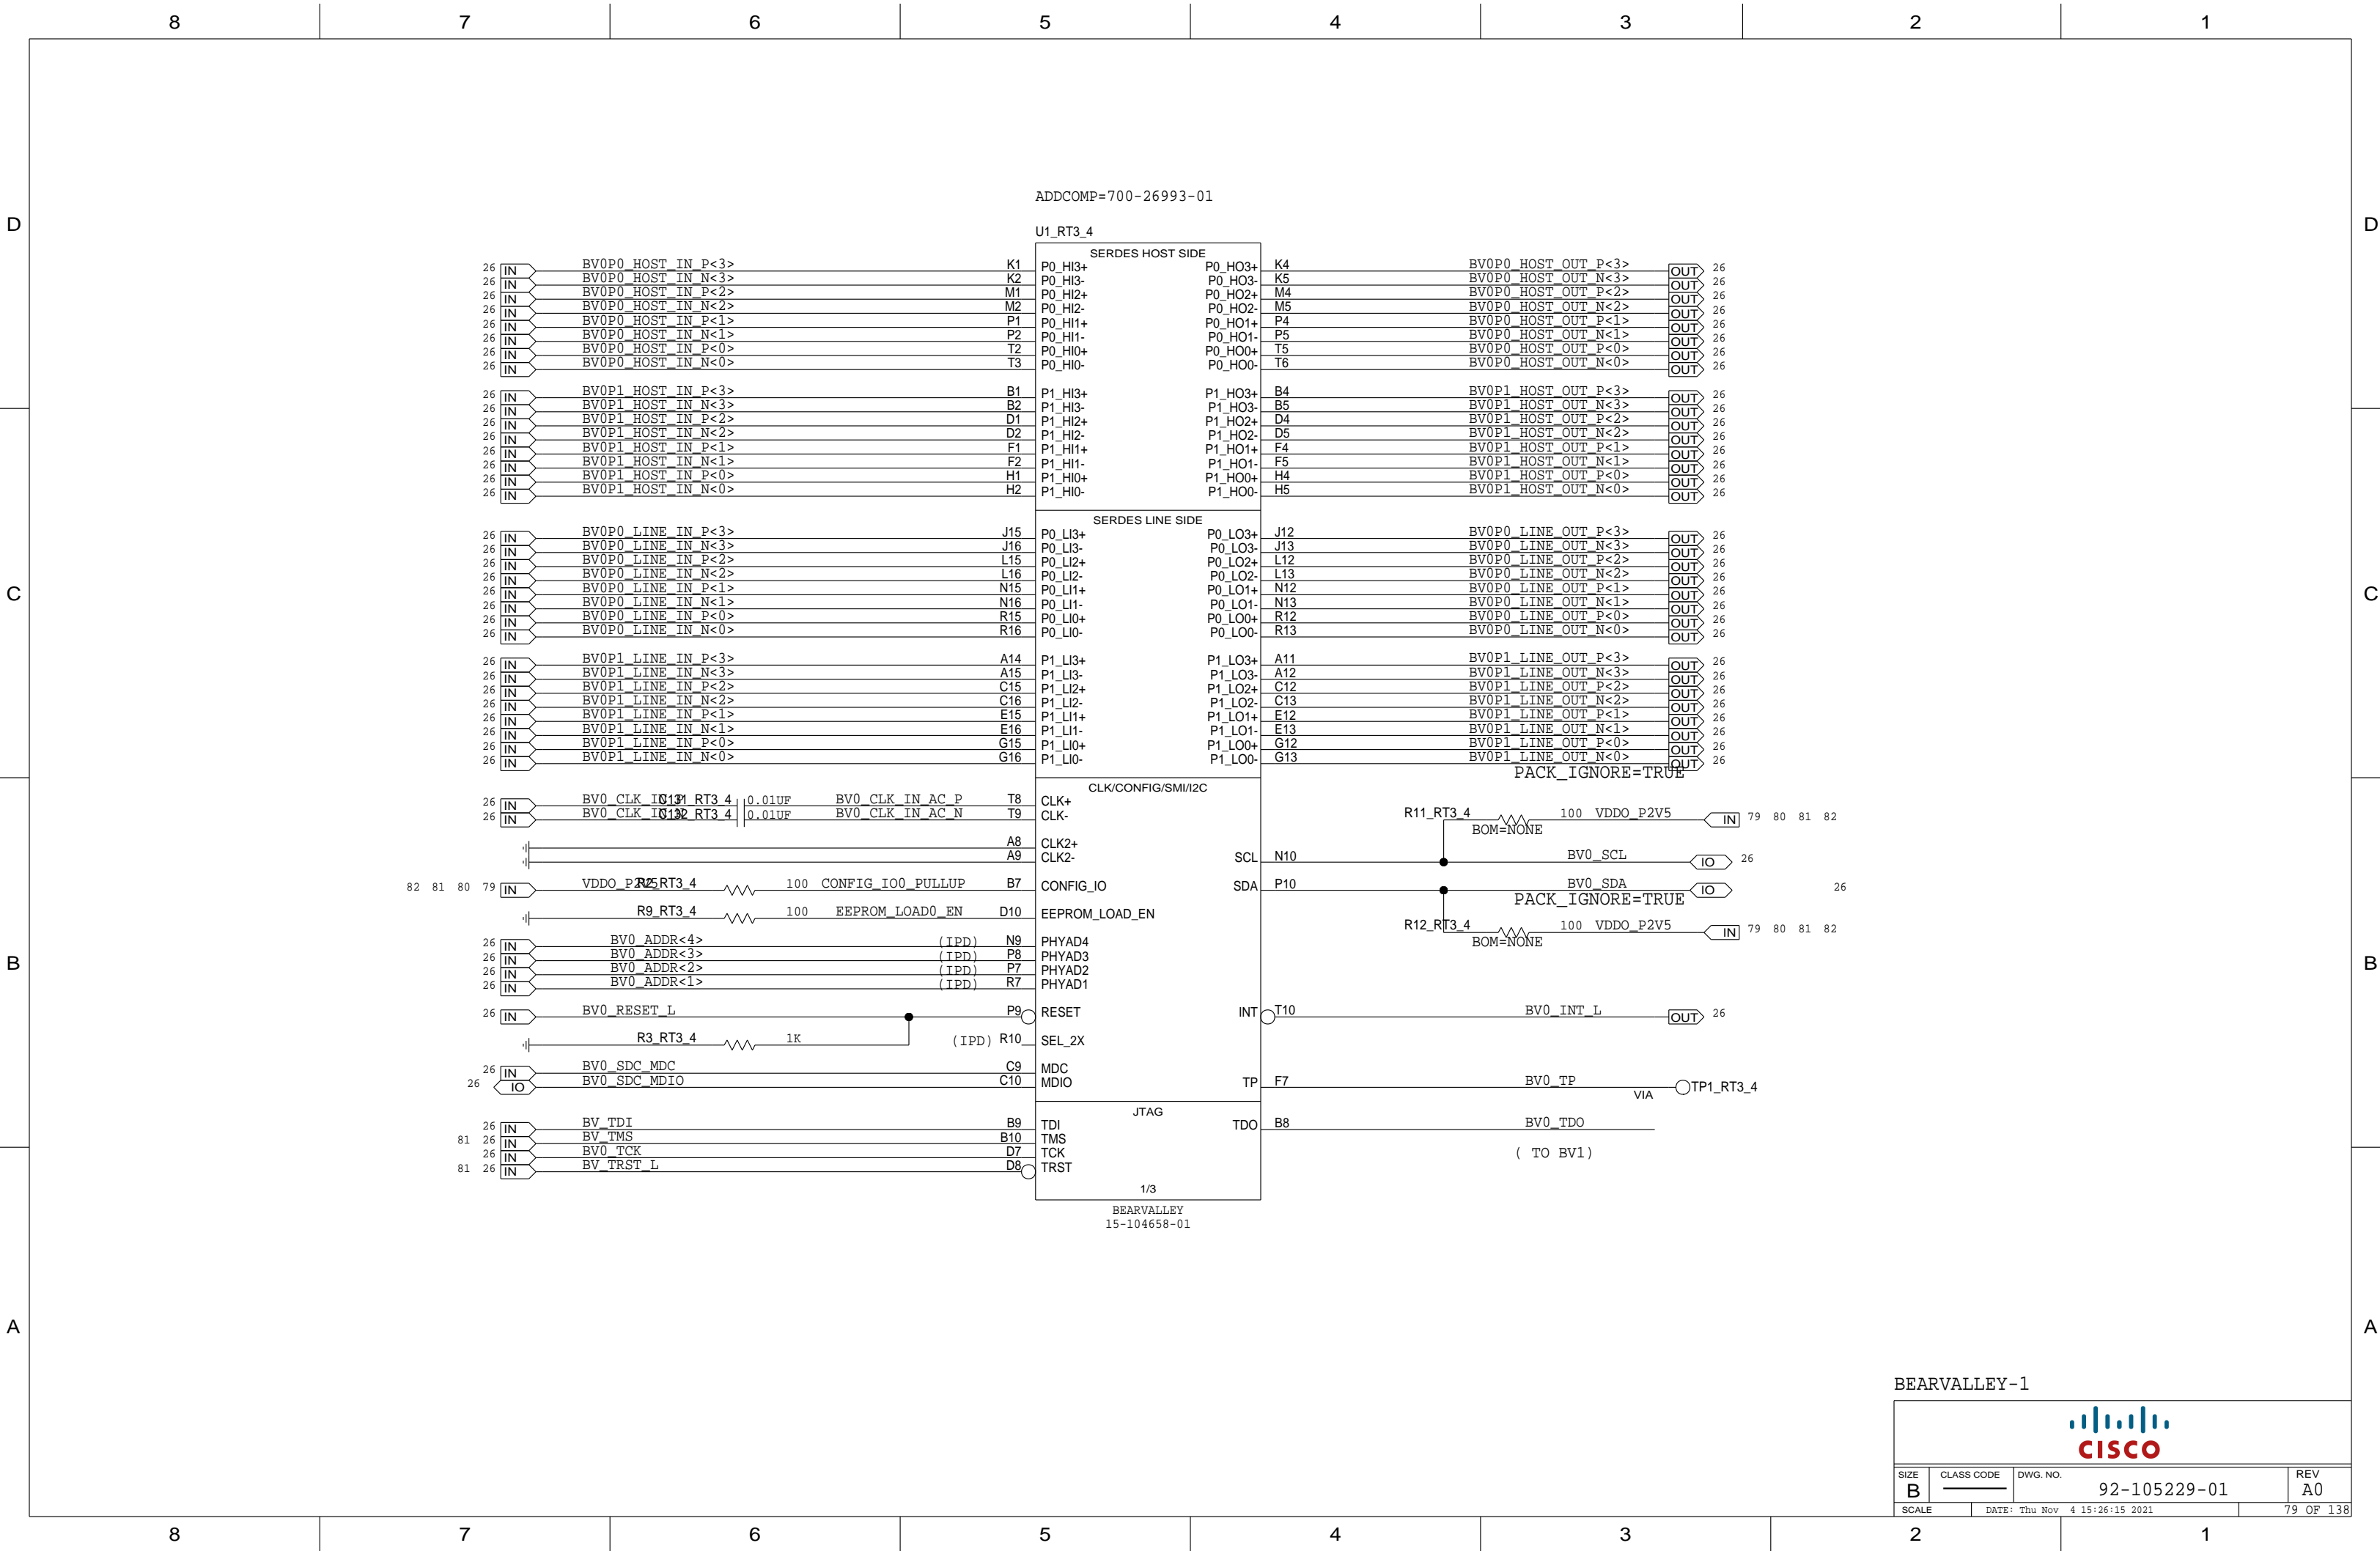 8 7 6 5 4 3 2 1
ADDCOMP=700-26993-01
D D
U1_RT3_4
SERDES HOST SIDE
26 IN BV0P0_HOST_IN_P<3> K1 P0_HI3+ P0_HO3+ K4 BV0P0_HOST_OUT_P<3> OUT 26
26 IN BV0P0_HOST_IN_N<3> K2 P0_HI3- P0_HO3- K5 BV0P0_HOST_OUT_N<3> OUT 26
26 IN BV0P0_HOST_IN_P<2> M1 P0_HI2+ P0_HO2+ M4 BV0P0_HOST_OUT_P<2> OUT 26
26 IN BV0P0_HOST_IN_N<2> M2 P0_HI2- P0_HO2- M5 BV0P0_HOST_OUT_N<2> OUT 26
26 IN BV0P0_HOST_IN_P<1> P1 P0_HI1+ P0_HO1+ P4 BV0P0_HOST_OUT_P<1> OUT 26
26 IN BV0P0_HOST_IN_N<1> P2 P0_HI1- P0_HO1- P5 BV0P0_HOST_OUT_N<1> OUT 26
26 IN BV0P0_HOST_IN_P<0> T2 P0_HI0+ P0_HO0+ T5 BV0P0_HOST_OUT_P<0> OUT 26
26 IN BV0P0_HOST_IN_N<0> T3 P0_HI0- P0_HO0- T6 BV0P0_HOST_OUT_N<0> OUT 26
26 IN BV0P1_HOST_IN_P<3> B1 P1_HI3+ P1_HO3+ B4 BV0P1_HOST_OUT_P<3> OUT 26
26 IN BV0P1_HOST_IN_N<3> B2 P1_HI3- P1_HO3- B5 BV0P1_HOST_OUT_N<3> OUT 26
26 IN BV0P1_HOST_IN_P<2> D1 P1_HI2+ P1_HO2+ D4 BV0P1_HOST_OUT_P<2> OUT 26
26 IN BV0P1_HOST_IN_N<2> D2 P1_HI2- P1_HO2- D5 BV0P1_HOST_OUT_N<2> OUT 26
26 IN BV0P1_HOST_IN_P<1> F1 P1_HI1+ P1_HO1+ F4 BV0P1_HOST_OUT_P<1> OUT 26
26 IN BV0P1_HOST_IN_N<1> F2 P1_HI1- P1_HO1- F5 BV0P1_HOST_OUT_N<1> OUT 26
26 IN BV0P1_HOST_IN_P<0> H1 P1_HI0+ P1_HO0+ H4 BV0P1_HOST_OUT_P<0> OUT 26
26 IN BV0P1_HOST_IN_N<0> H2 P1_HI0- P1_HO0- H5 BV0P1_HOST_OUT_N<0> OUT 26
SERDES LINE SIDE
26 IN BV0P0_LINE_IN_P<3> J15 P0_LI3+ P0_LO3+ J12 BV0P0_LINE_OUT_P<3> OUT 26
26 IN BV0P0_LINE_IN_N<3> J16 P0_LI3- P0_LO3- J13 BV0P0_LINE_OUT_N<3> OUT 26
26 IN BV0P0_LINE_IN_P<2> L15 P0_LI2+ P0_LO2+ L12 BV0P0_LINE_OUT_P<2> OUT 26
26 IN BV0P0_LINE_IN_N<2> L16 P0_LI2- P0_LO2- L13 BV0P0_LINE_OUT_N<2> OUT 26
C 26 IN BV0P0_LINE_IN_P<1> N15 P0_LI1+ P0_LO1+ N12 BV0P0_LINE_OUT_P<1> OUT 26 C
26 IN BV0P0_LINE_IN_N<1> N16 P0_LI1- P0_LO1- N13 BV0P0_LINE_OUT_N<1> OUT 26
26 IN BV0P0_LINE_IN_P<0> R15 P0_LI0+ P0_LO0+ R12 BV0P0_LINE_OUT_P<0> OUT 26
26 IN BV0P0_LINE_IN_N<0> R16 P0_LI0- P0_LO0- R13 BV0P0_LINE_OUT_N<0> OUT 26
26 IN BV0P1_LINE_IN_P<3> A14 P1_LI3+ P1_LO3+ A11 BV0P1_LINE_OUT_P<3> OUT 26
26 IN BV0P1_LINE_IN_N<3> A15 P1_LI3- P1_LO3- A12 BV0P1_LINE_OUT_N<3> OUT 26
26 IN BV0P1_LINE_IN_P<2> C15 P1_LI2+ P1_LO2+ C12 BV0P1_LINE_OUT_P<2> OUT 26
26 IN BV0P1_LINE_IN_N<2> C16 P1_LI2- P1_LO2- C13 BV0P1_LINE_OUT_N<2> OUT 26
26 IN BV0P1_LINE_IN_P<1> E15 P1_LI1+ P1_LO1+ E12 BV0P1_LINE_OUT_P<1> OUT 26
26 IN BV0P1_LINE_IN_N<1> E16 P1_LI1- P1_LO1- E13 BV0P1_LINE_OUT_N<1> OUT 26
26 IN BV0P1_LINE_IN_P<0> G15 P1_LI0+ P1_LO0+ G12 BV0P1_LINE_OUT_P<0> OUT 26
26 IN BV0P1_LINE_IN_N<0> G16 P1_LI0- P1_LO0- G13 BV0P1_LINE_OUT_N<0> OUT 26
PACK_IGNORE=TRUE
CLK/CONFIG/SMI/I2C
26 IN BV0_CLK_IN_P C131_RT3_4 0.01UF BV0_CLK_IN_AC_P T8 CLK+
26 IN BV0_CLK_IN_N C132_RT3_4 0.01UF BV0_CLK_IN_AC_N T9 CLK-
R11_RT3_4 100 VDDO_P2V5 IN 79 80 81 82
BOM=NONE
A8 CLK2+
A9 CLK2- SCL N10 BV0_SCL IO 26
82 81 80 79 IN VDDO_P2V5 R2_RT3_4 100 CONFIG_IO0_PULLUP B7 CONFIG_IO SDA P10 BV0_SDA IO 26
PACK_IGNORE=TRUE
R9_RT3_4 100 EEPROM_LOAD0_EN D10 EEPROM_LOAD_EN
R12_RT3_4 100 VDDO_P2V5 IN 79 80 81 82
BOM=NONE
26 IN BV0_ADDR<4> (IPD) N9 PHYAD4
26 IN BV0_ADDR<3> (IPD) P8 PHYAD3
B B
26 IN BV0_ADDR<2> (IPD) P7 PHYAD2
26 IN BV0_ADDR<1> (IPD) R7 PHYAD1
26 IN BV0_RESET_L P9 RESET INT T10 BV0_INT_L OUT 26
R3_RT3_4 1K (IPD) R10 SEL_2X
26 IN BV0_SDC_MDC C9 MDC
26 IO BV0_SDC_MDIO C10 MDIO TP F7 BV0_TP VIA TP1_RT3_4
JTAG
26 IN BV_TDI B9 TDI TDO B8 BV0_TDO
81 26 IN BV_TMS B10 TMS
26 IN BV0_TCK D7 TCK ( TO BV1)
81 26 IN BV_TRST_L D8 TRST
1/3
BEARVALLEY
15-104658-01
A A
BEARVALLEY-1
CISCO
SIZE CLASS CODE DWG. NO. REV
B 92-105229-01 A0
SCALE DATE: Thu Nov 4 15:26:15 2021 79 OF 138
8 7 6 5 4 3 2 1